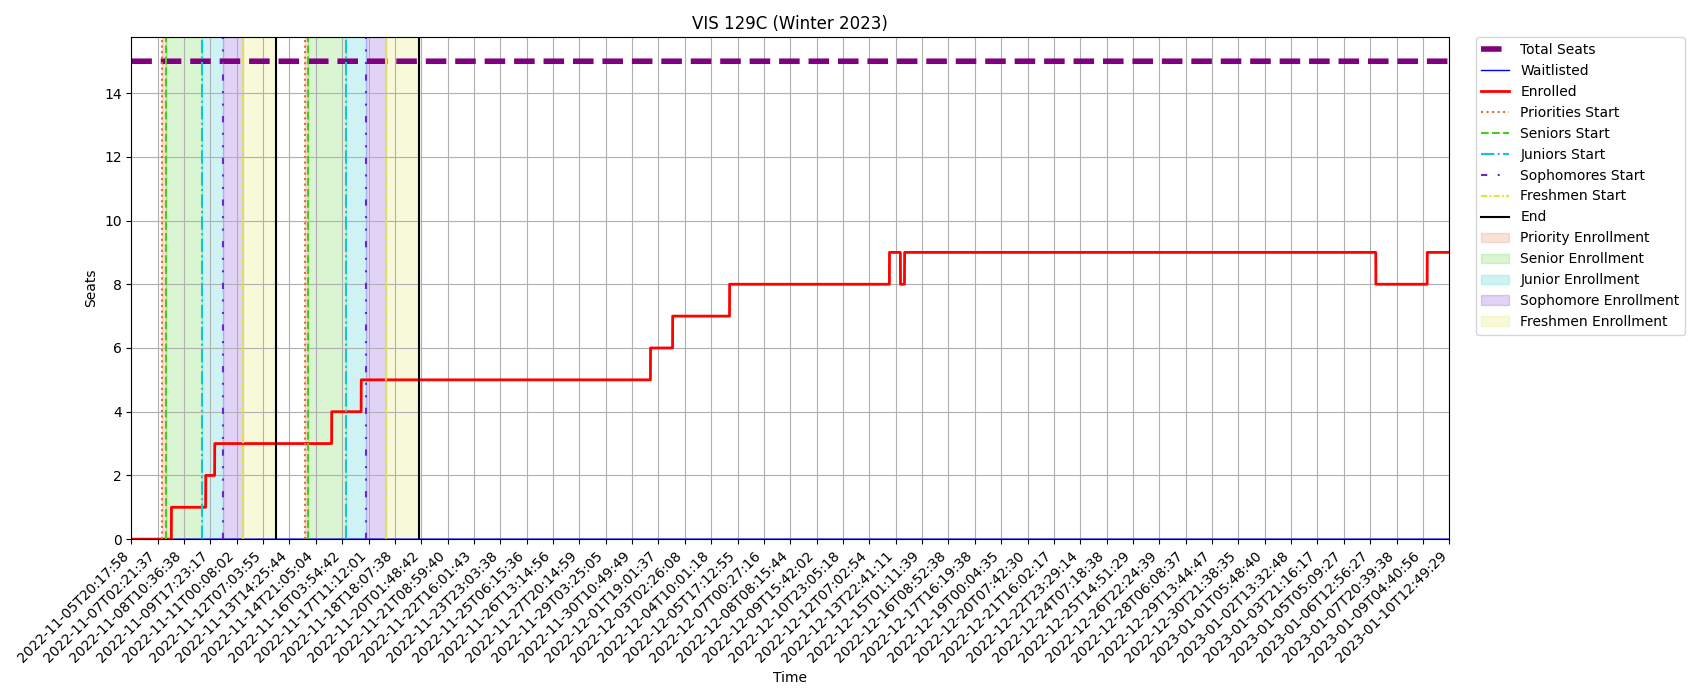 VIS 129C (Winter 2023)
Seats
14
12
10
8
6
4
2
0
2022-11-05T20:17:58
2022-11-07T02:21:37
2022-11-08T10:36:38
2022-11-09T17:23:17
2022-11-11T00:08:02
2022-11-12T07:03:55
2022-11-13T14:25:44
2022-11-14T21:05:04
2022-11-16T03:54:42
2022-11-17T11:12:01
2022-11-18T18:07:38
2022-11-20T01:48:42
2022-11-21T08:59:40
2022-11-22T16:01:43
2022-11-23T23:03:38
2022-11-25T06:15:36
2022-11-26T13:14:56
2022-11-27T20:14:59
2022-11-29T03:25:05
2022-11-30T10:49:49
2022-12-01T19:01:37
2022-12-03T02:26:08
2022-12-04T10:01:18
2022-12-05T17:12:55
2022-12-07T00:27:16
2022-12-08T08:15:44
2022-12-09T15:42:02
2022-12-10T23:05:18
2022-12-12T07:02:54
2022-12-13T22:41:11
2022-12-15T01:11:39
2022-12-16T08:52:38
2022-12-17T16:19:38
2022-12-19T00:04:35
2022-12-20T07:42:30
2022-12-21T16:02:17
2022-12-22T23:29:14
2022-12-24T07:18:38
2022-12-25T14:51:29
2022-12-26T22:24:39
2022-12-28T06:08:37
2022-12-29T13:44:47
2022-12-30T21:38:35
2023-01-01T05:48:40
2023-01-02T13:32:48
2023-01-03T21:16:17
2023-01-05T05:09:27
2023-01-06T12:56:27
2023-01-07T20:39:38
2023-01-09T04:40:56
2023-01-10T12:49:29
Time
Total Seats
Waitlisted
Enrolled
Priorities Start
Seniors Start
Juniors Start
Sophomores Start
Freshmen Start
End
Priority Enrollment
Senior Enrollment
Junior Enrollment
Sophomore Enrollment
Freshmen Enrollment